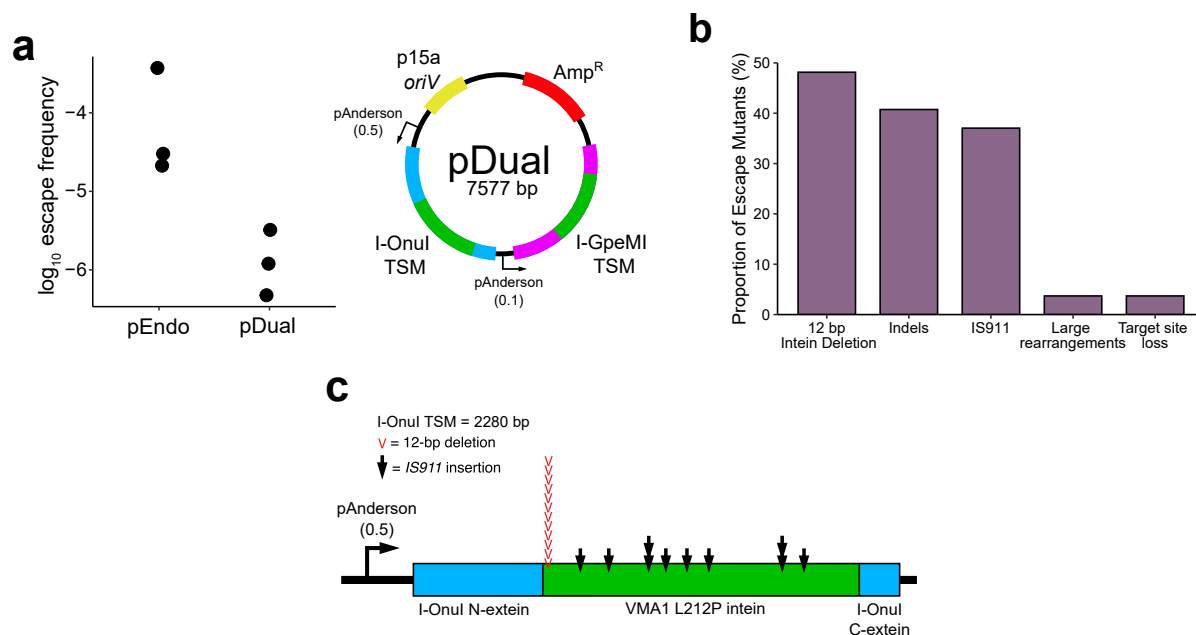 a
log10 escape frequency
−4
−5
−6
pEndo
pDual
p15a
oriV
AmpR
pAnderson
(0.5)
pDual
7577 bp
I-OnuI
TSM
I-GpeMI
TSM
pAnderson
(0.1)
b
Proportion of Escape Mutants (%)
50
40
30
20
10
0
12 bp
Intein Deletion
Indels
IS911
Large
rearrangements
Target site
loss
c
I-OnuI TSM = 2280 bp
V = 12-bp deletion
= IS911 insertion
pAnderson
(0.5)
V
V
V
V
V
V
V
V
V
V
V
V
V
I-OnuI N-extein
VMA1 L212P intein
I-OnuI
C-extein